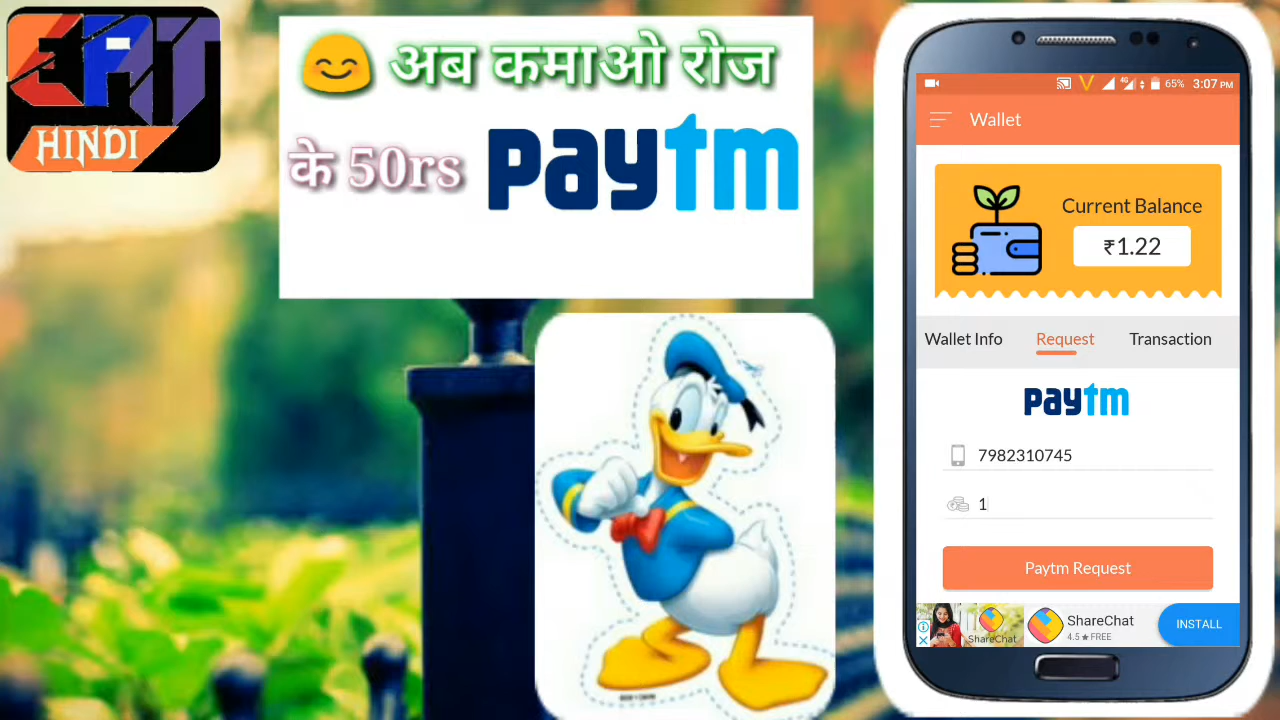 EAT
HINDI
😊 अब कमाओ रोज
के 50rs paytm
65% 3:07 PM
Wallet
Current Balance
₹1.22
Wallet Info Request Transaction
paytm
7982310745
1
Paytm Request
ShareChat
ShareChat
4.5★FREE
INSTALL